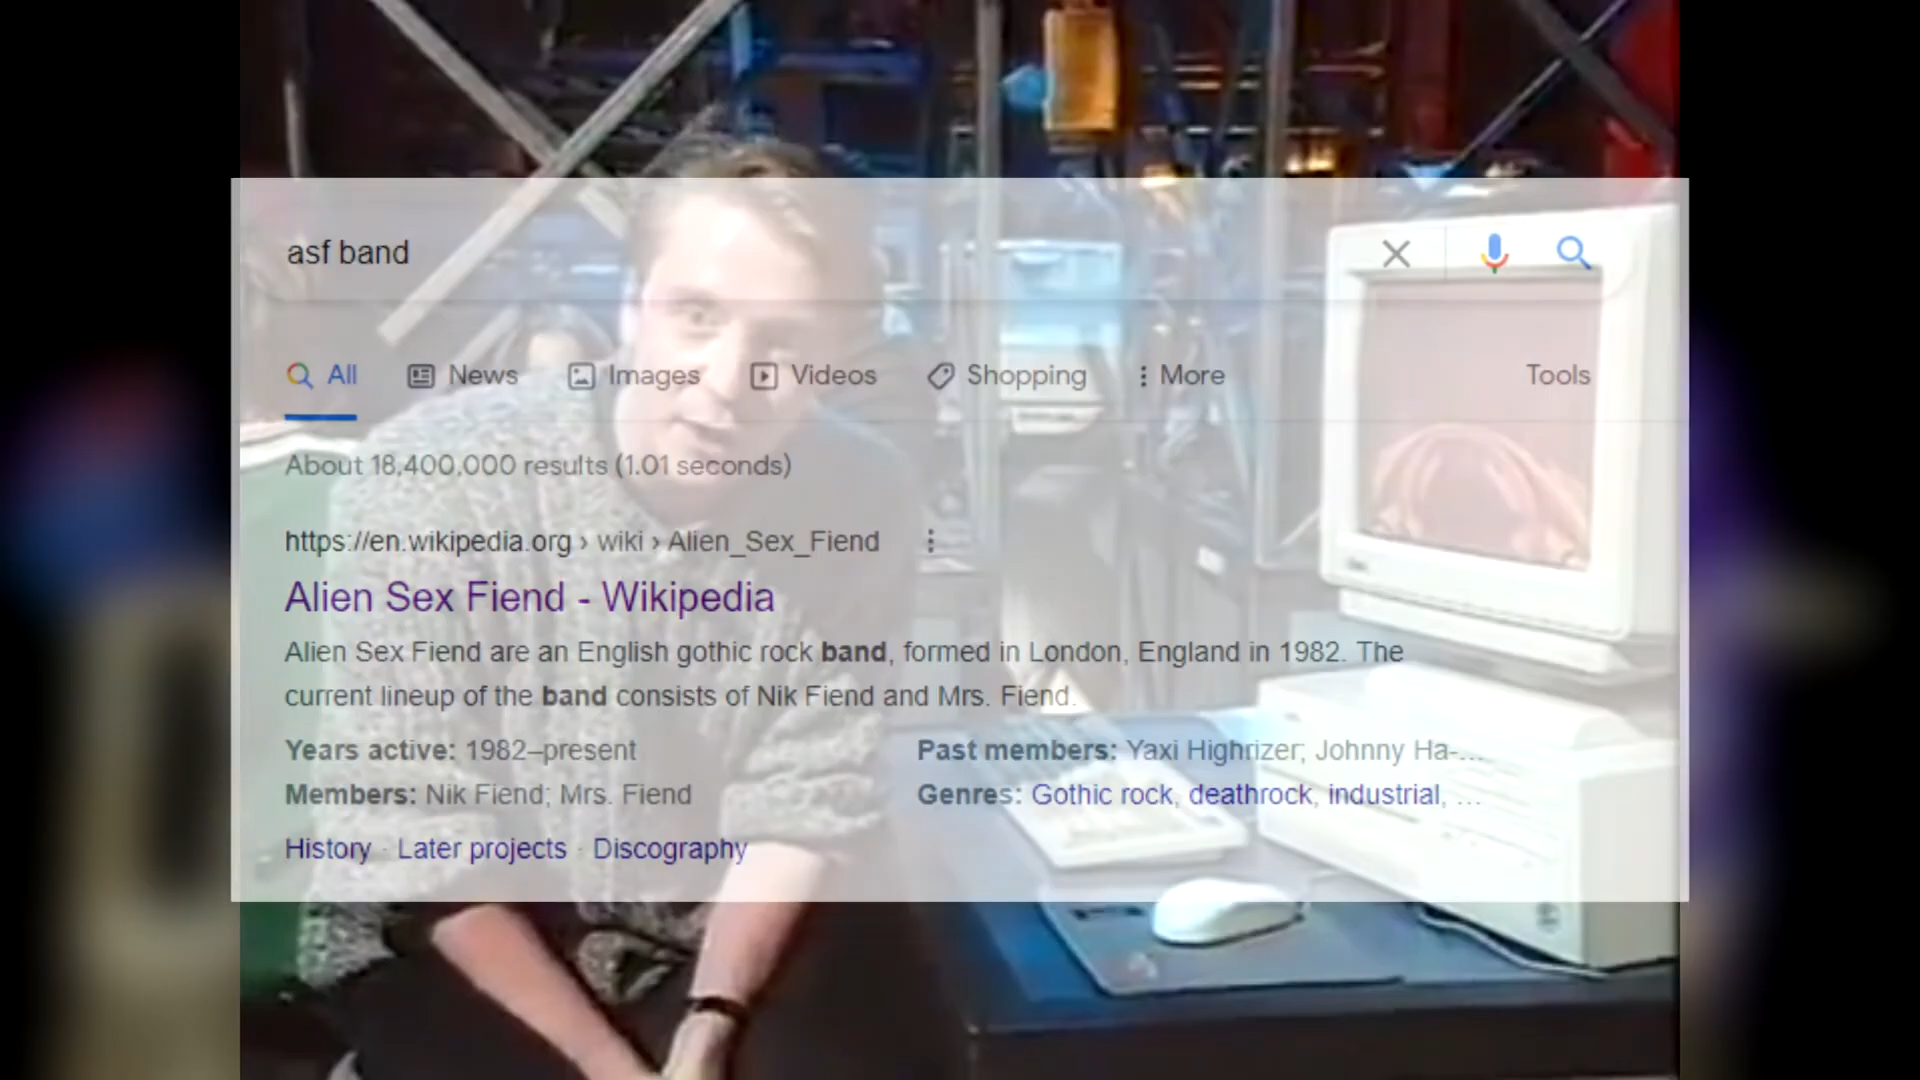 asf band
All News Images Videos Shopping More Tools
About 18,400,000 results (1.01 seconds)
https://en.wikipedia.org › wiki › Alien_Sex_Fiend
Alien Sex Fiend - Wikipedia
Alien Sex Fiend are an English gothic rock band, formed in London, England in 1982. The
current lineup of the band consists of Nik Fiend and Mrs. Fiend.
Years active: 1982–present Past members: Yaxi Highrizer; Johnny Ha-...
Members: Nik Fiend; Mrs. Fiend Genres: Gothic rock, deathrock, industrial, ...
History · Later projects · Discography